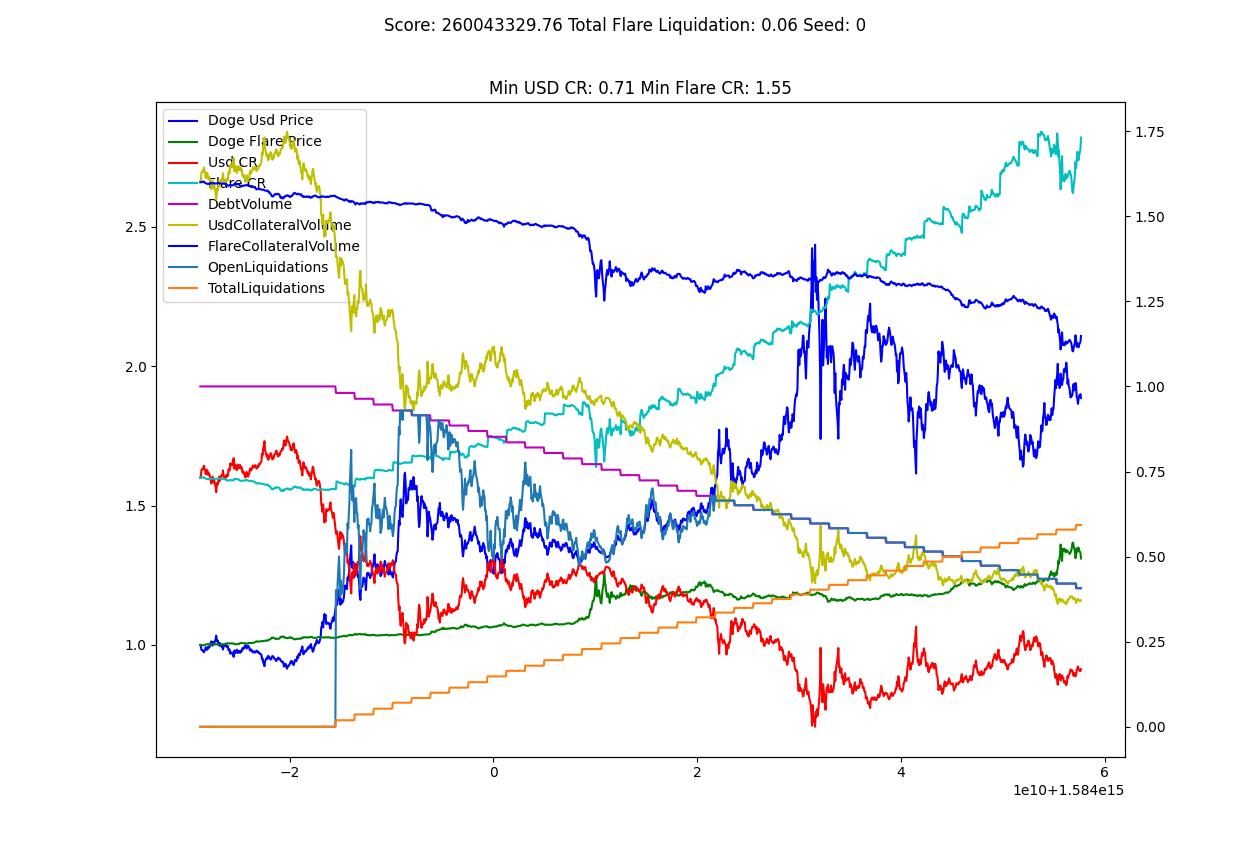 Score: 260043329.76 Total Flare Liquidation: 0.06 Seed: 0
Min USD CR: 0.71 Min Flare CR: 1.55
Doge Usd Price
Doge Flare Price
Usd CR
Flare CR
DebtVolume
UsdCollateralVolume
FlareCollateralVolume
OpenLiquidations
TotalLiquidations
2.5
2.0
1.5
1.0
1.75
1.50
1.25
1.00
0.75
0.50
0.25
0.00
−2
0
2
4
6
1e10+1.584e15